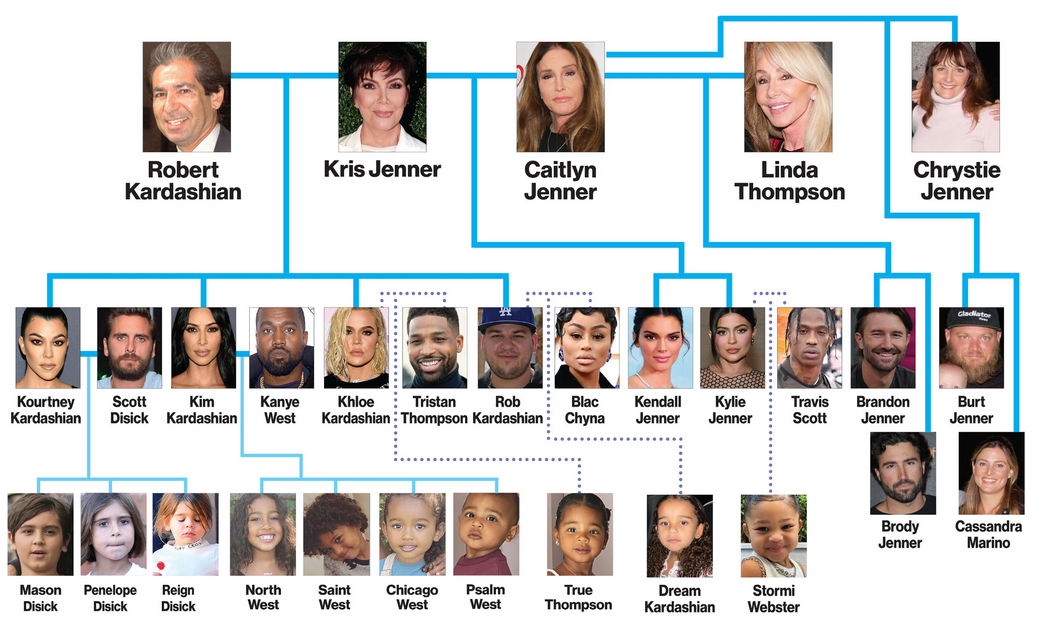 Robert
Kardashian
Kris Jenner
Caitlyn
Jenner
Linda
Thompson
Chrystie
Jenner
Gladiator
Kourtney
Kardashian
Scott
Disick
Kim
Kardashian
Kanye
West
Khloe
Kardashian
Tristan
Thompson
Rob
Kardashian
Blac
Chyna
Kendall
Jenner
Kylie
Jenner
Travis
Scott
Brandon
Jenner
Burt
Jenner
Brody
Jenner
Cassandra
Marino
Mason
Disick
Penelope
Disick
Reign
Disick
North
West
Saint
West
Chicago
West
Psalm
West
True
Thompson
Dream
Kardashian
Stormi
Webster